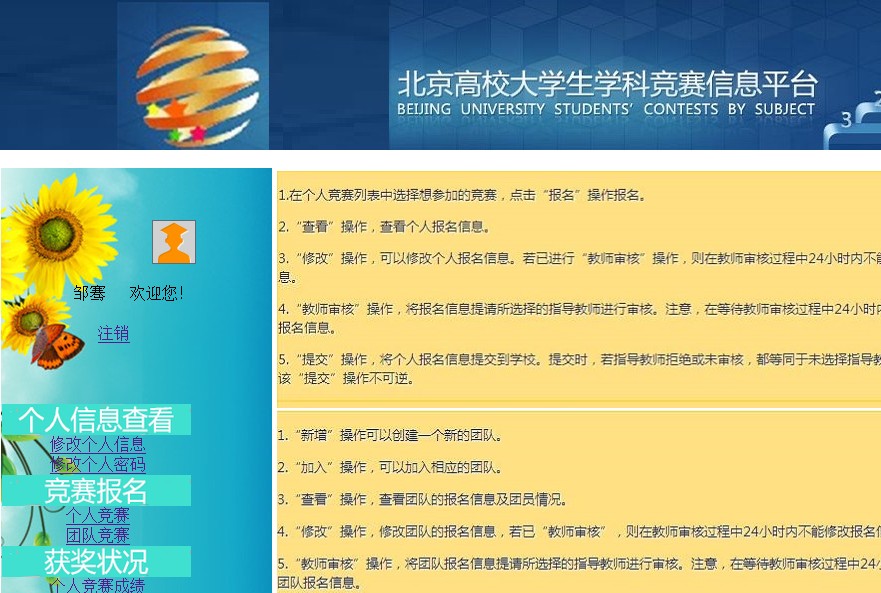 北京高校大学生学科竞赛信息平台
BEIJING UNIVERSITY STUDENTS' CONTESTS BY SUBJECT
3
2
邹骞 欢迎您!
注销
个人信息查看
修改个人信息
修改个人密码
竞赛报名
个人竞赛
团队竞赛
获奖状况
个人竞赛成绩
1.在个人竞赛列表中选择想参加的竞赛，点击“报名”操作报名。
2.“查看”操作，查看个人报名信息。
3.“修改”操作，可以修改个人报名信息。若已进行“教师审核”操作，则在教师审核过程中24小时内不能
息。
4.“教师审核”操作，将报名信息提请所选择的指导教师进行审核。注意，在等待教师审核过程中24小时内
报名信息。
5.“提交”操作，将个人报名信息提交到学校。提交时，若指导教师拒绝或未审核，都等同于未选择指导教
该“提交”操作不可逆。
1.“新增”操作可以创建一个新的团队。
2.“加入”操作，可以加入相应的团队。
3.“查看”操作，查看团队的报名信息及团员情况。
4.“修改”操作，修改团队的报名信息，若已“教师审核”，则在教师审核过程中24小时内不能修改报名信
5.“教师审核”操作，将团队报名信息提请所选择的指导教师进行审核。注意，在等待教师审核过程中24小
团队报名信息。